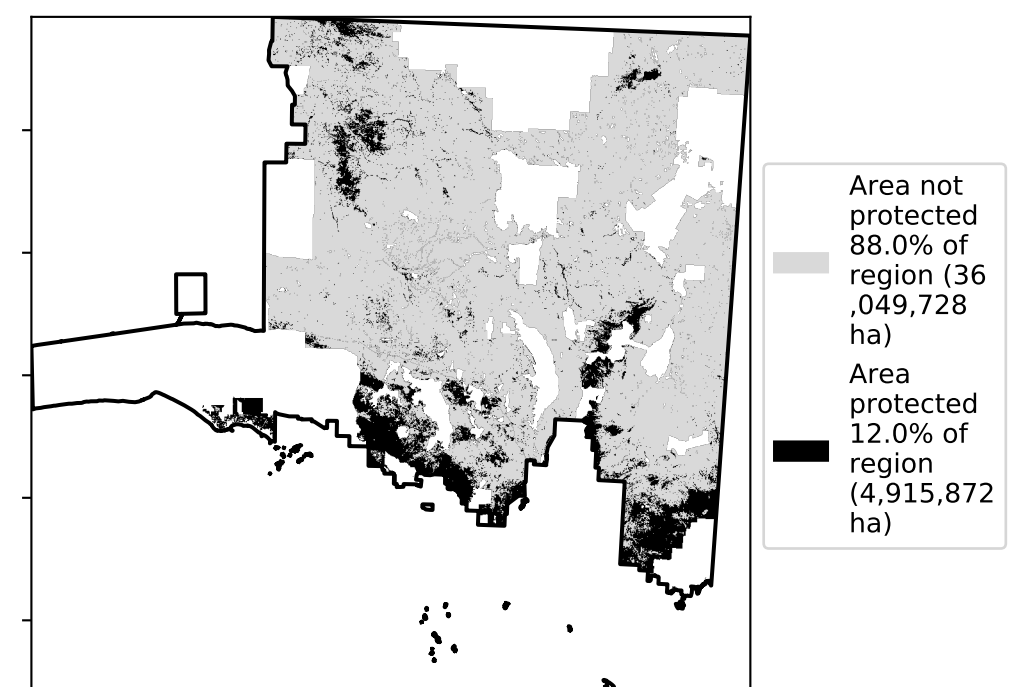 Area not
protected
88.0% of
region (36
,049,728
ha)
Area
protected
12.0% of
region
(4,915,872
ha)